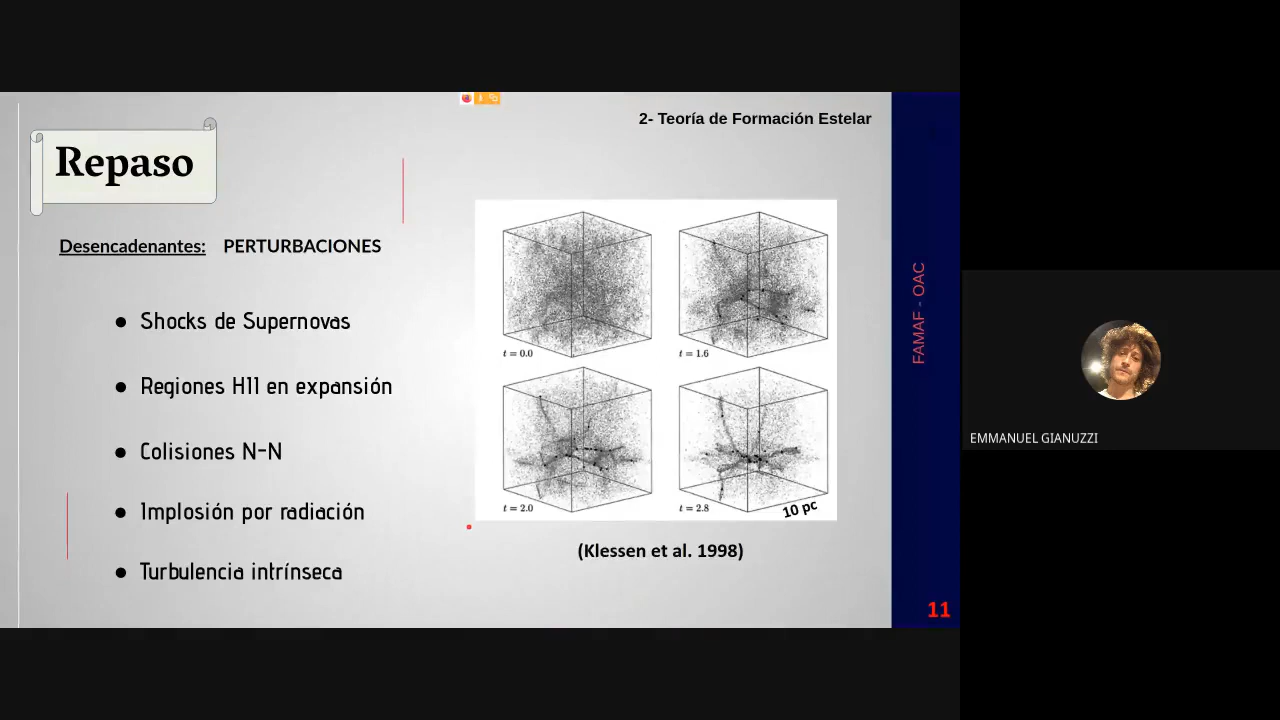 2- Teoría de Formación Estelar
Repaso
Desencadenantes: PERTURBACIONES
● Shocks de Supernovas
● Regiones HII en expansión
● Colisiones N-N
● Implosión por radiación
● Turbulencia intrínseca
t = 0.0
t = 1.6
t = 2.0
t = 2.8
10 pc
(Klessen et al. 1998)
FAMAF - OAC
11
EMMANUEL GIANUZZI